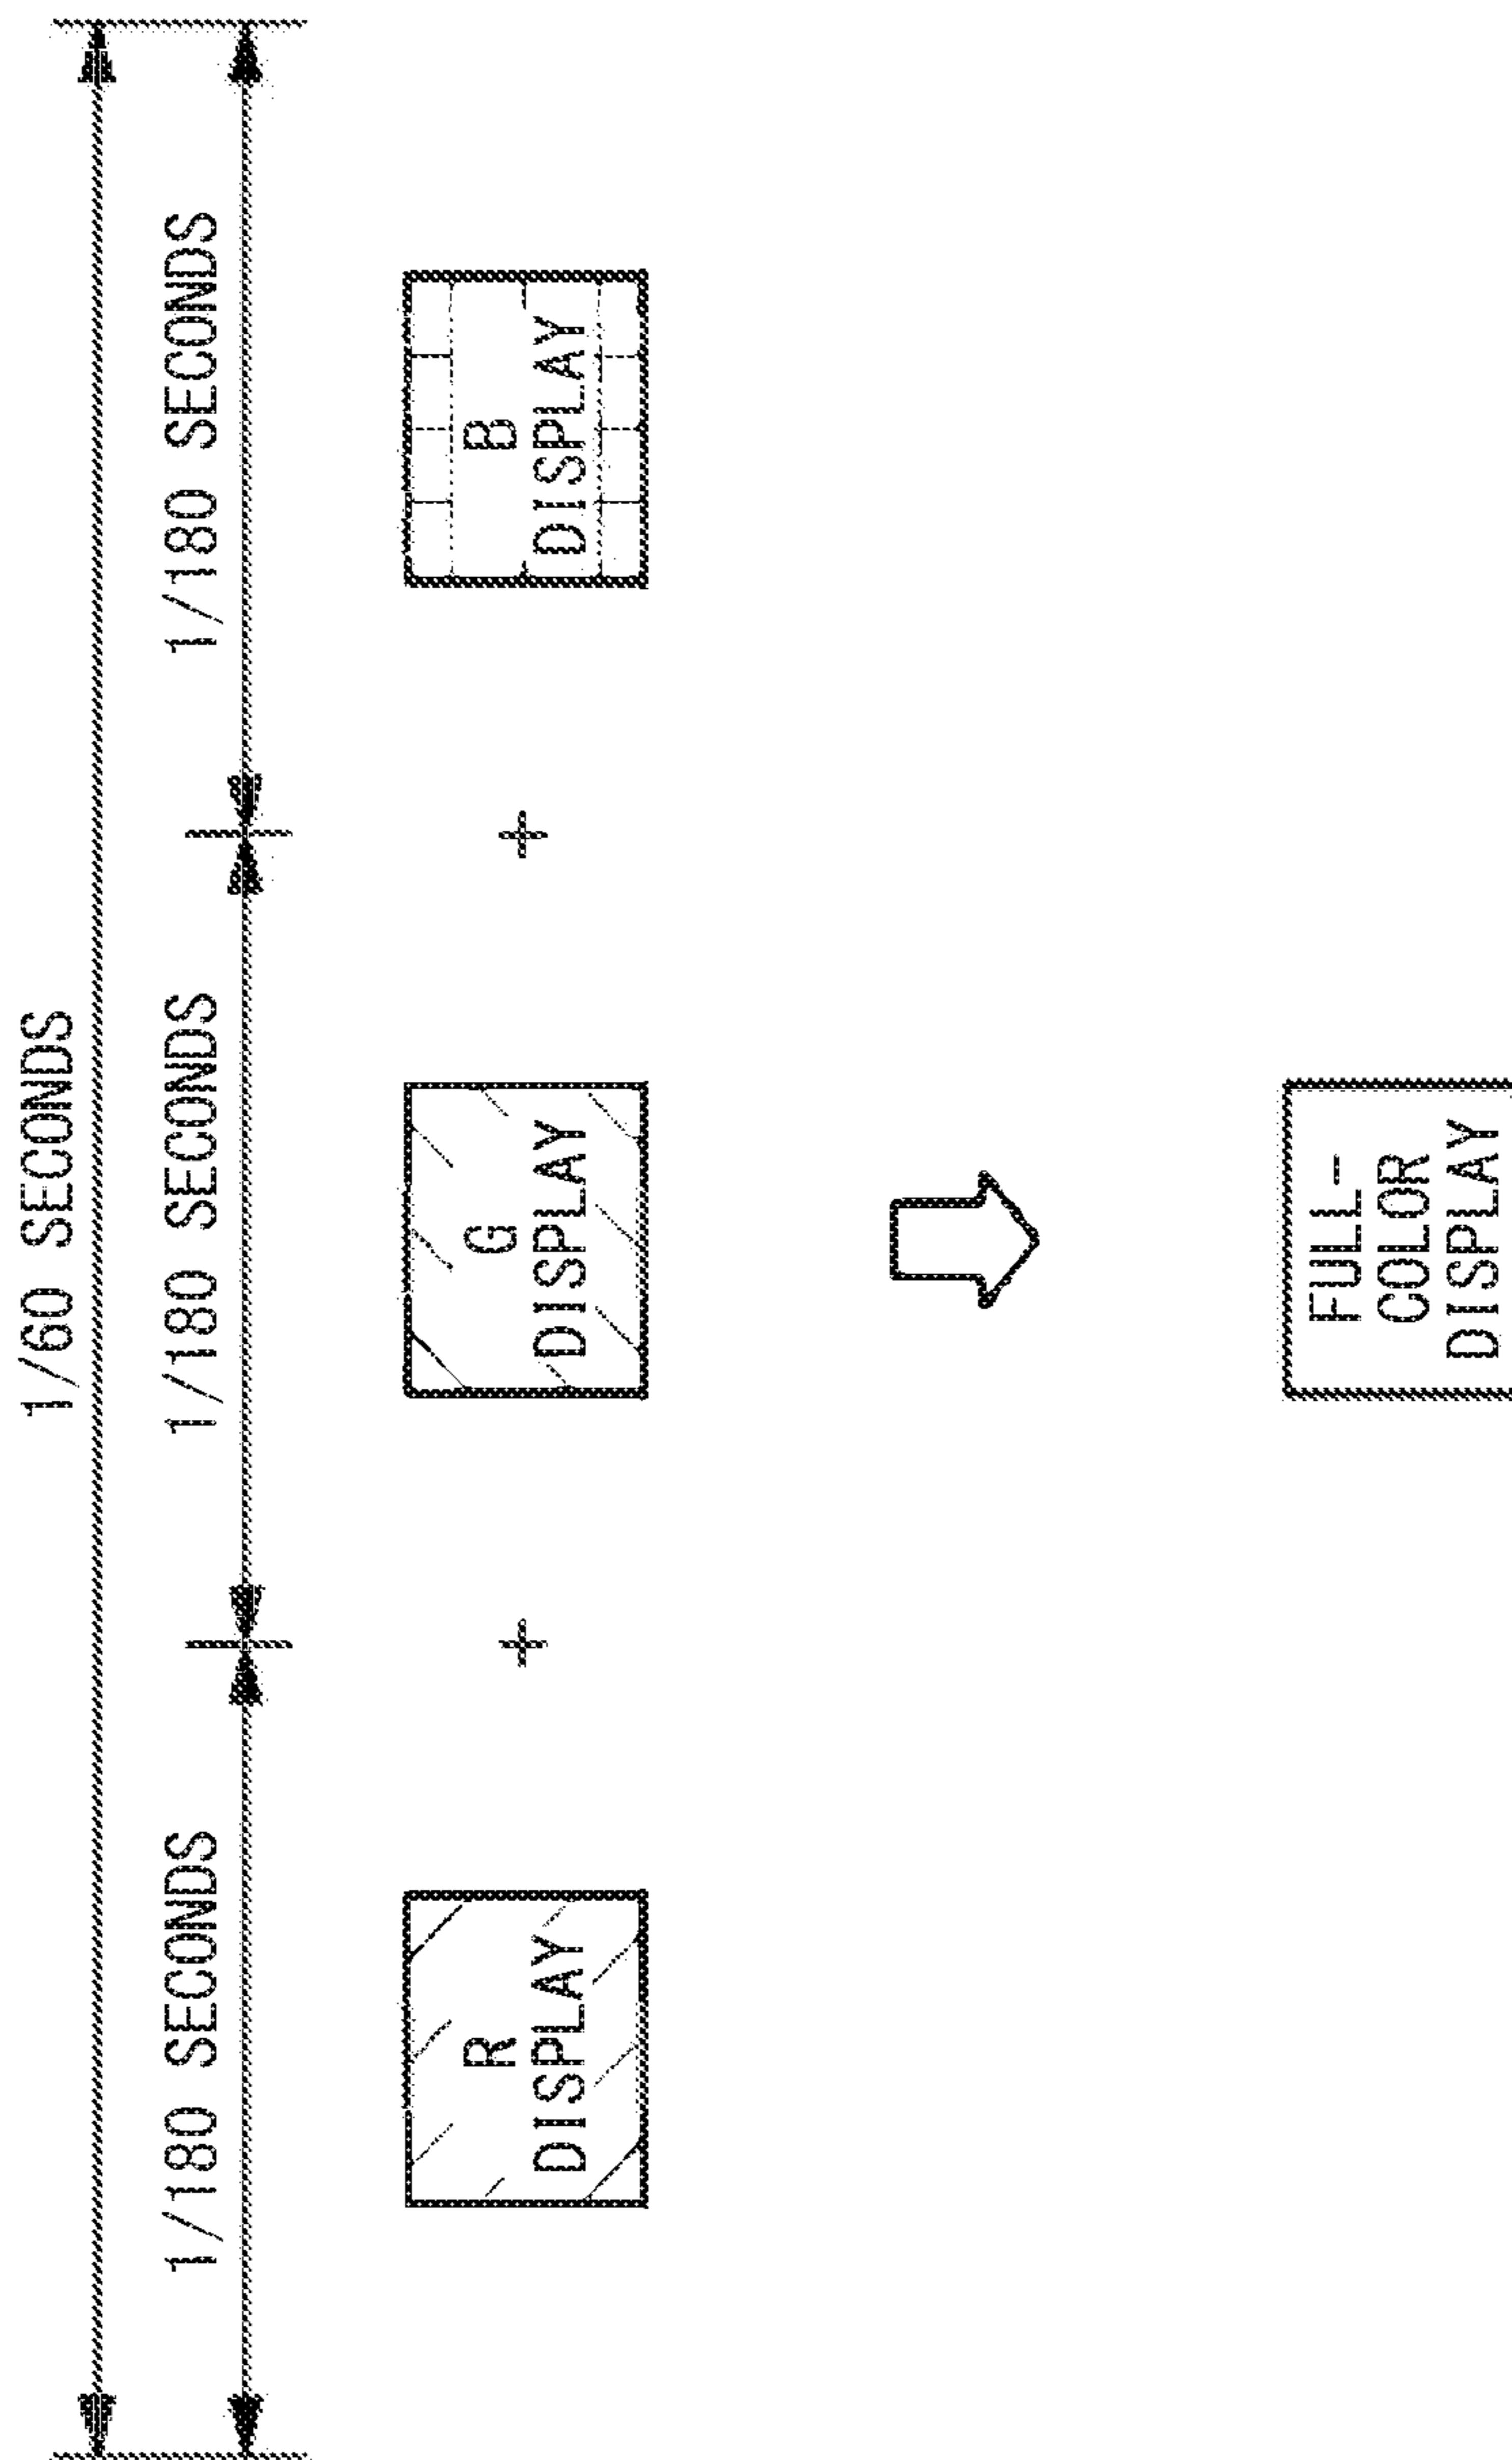 1/60 SECONDS
1/180 SECONDS
1/180 SECONDS
1/180 SECONDS
R
DISPLAY
+
G
DISPLAY
+
B
DISPLAY
FULL-
COLOR
DISPLAY